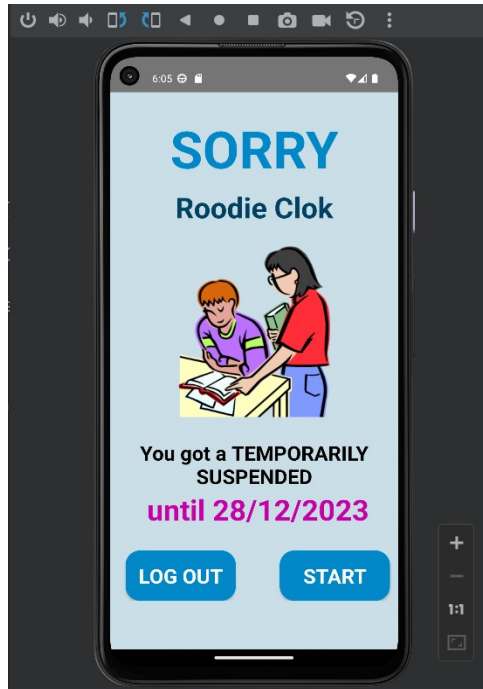 6:05
SORRY
Roodie Clok
You got a TEMPORARILY
SUSPENDED
until 28/12/2023
LOG OUT
START
1:1